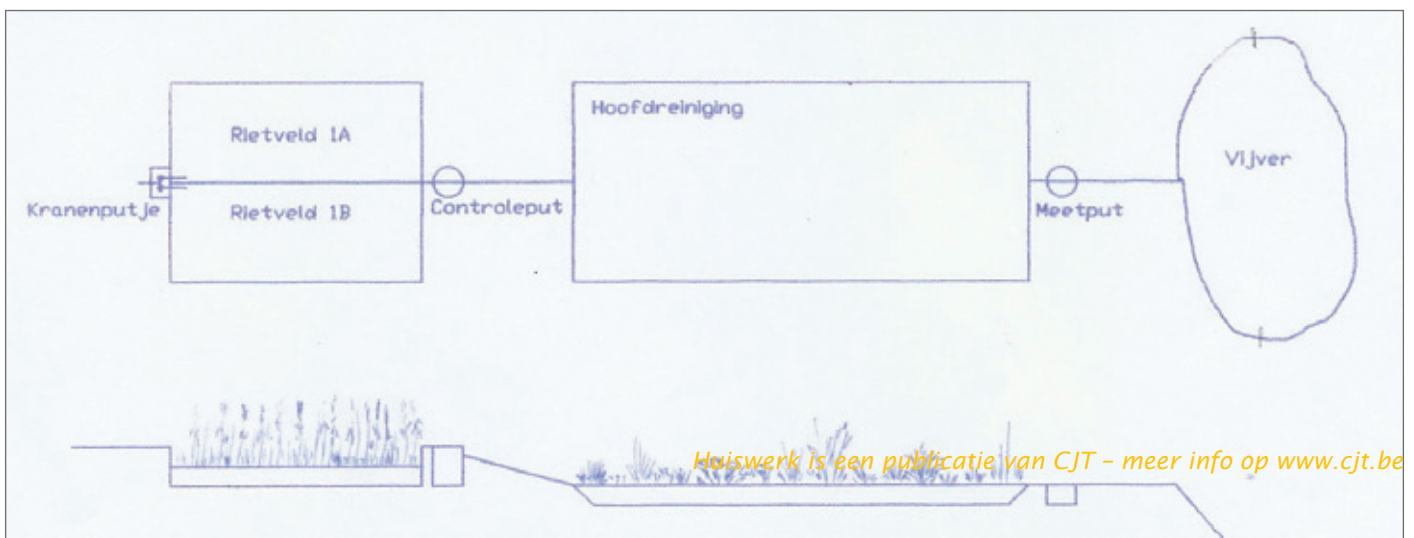 Hoofdreiniging
Rietveld 1A
Vijver
Kranenputje
Rietveld 1B
Controleput
Meetput
Huiswerk is een publicatie van CJT – meer info op www.cjt.be